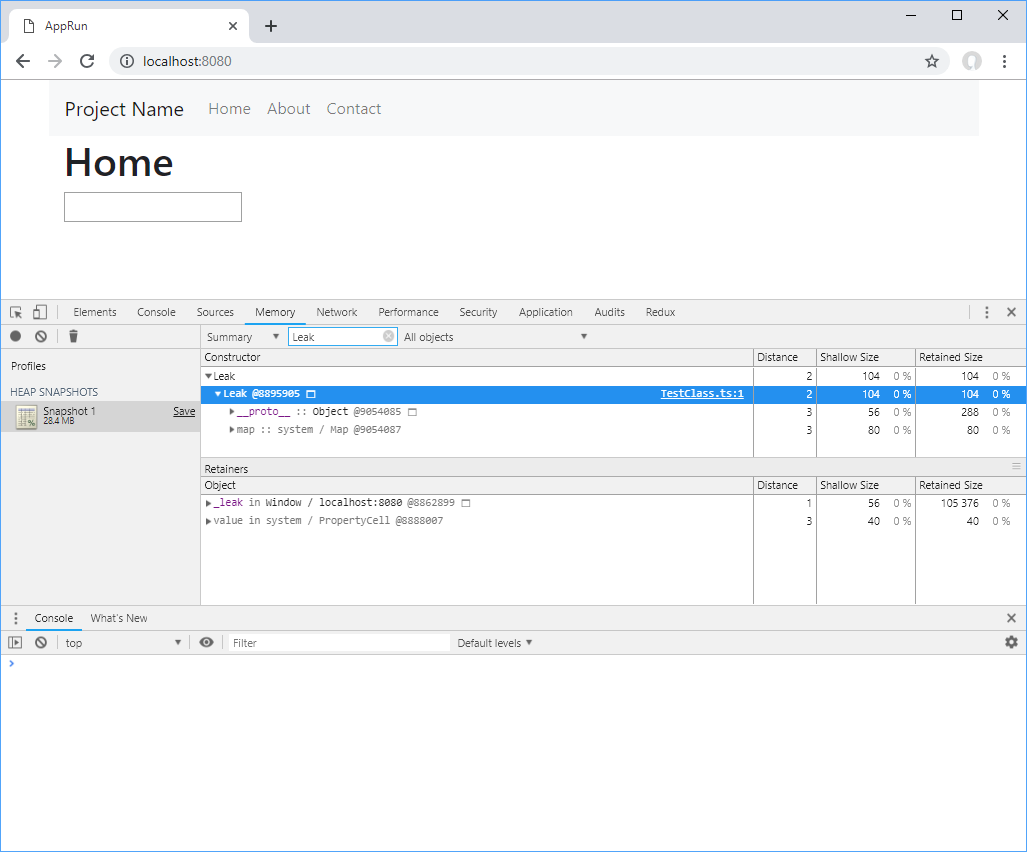 AppRun
localhost:8080
Project Name Home About Contact
Home
Elements Console Sources Memory Network Performance Security Application Audits Redux
Summary Leak All objects
Profiles
HEAP SNAPSHOTS
Snapshot 1 Save
28.4 MB
Constructor Distance Shallow Size Retained Size
Leak 2 104 0 % 104 0 %
Leak @8895905 TestClass.ts:1 2 104 0 % 104 0 %
__proto__ :: Object @9054085 3 56 0 % 288 0 %
map :: system / Map @9054087 3 80 0 % 80 0 %
Retainers
Object Distance Shallow Size Retained Size
_leak in Window / localhost:8080 @8862899 1 56 0 % 105 376 0 %
value in system / PropertyCell @8888007 3 40 0 % 40 0 %
Console What's New
top Filter Default levels